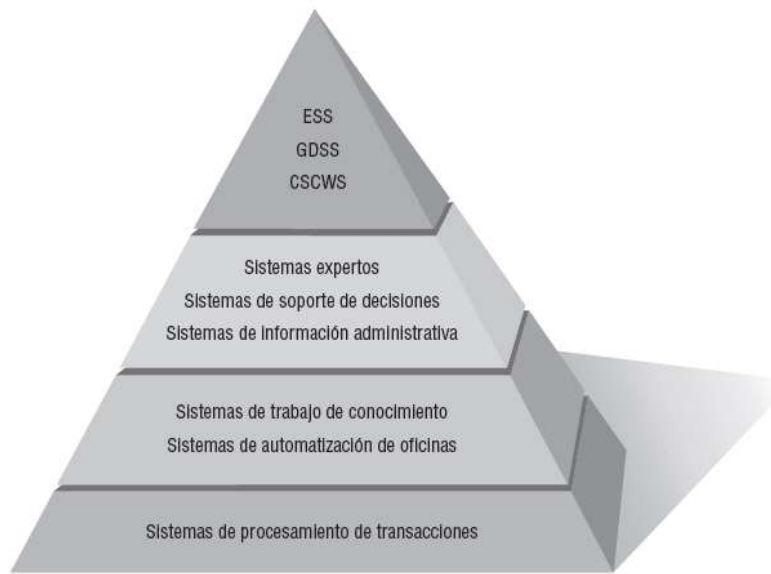 ESS
GDSS
CSCWS
Sistemas expertos
Sistemas de soporte de decisiones
Sistemas de información administrativa
Sistemas de trabajo de conocimiento
Sistemas de automatización de oficinas
Sistemas de procesamiento de transacciones